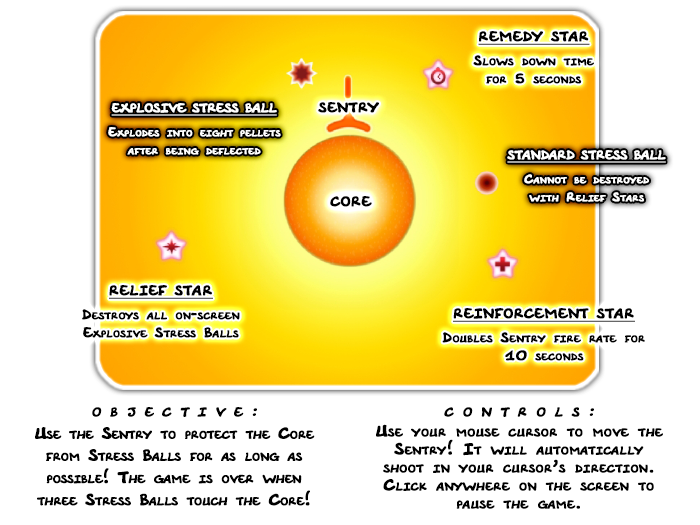 REMEDY STAR
SLOWS DOWN TIME
FOR 5 SECONDS
EXPLOSIVE STRESS BALL
EXPLODES INTO EIGHT PELLETS
AFTER BEING DEFLECTED
SENTRY
STANDARD STRESS BALL
CANNOT BE DESTROYED
WITH RELIEF STARS
CORE
RELIEF STAR
DESTROYS ALL ON-SCREEN
EXPLOSIVE STRESS BALLS
REINFORCEMENT STAR
DOUBLES SENTRY FIRE RATE FOR
10 SECONDS
OBJECTIVE:
USE THE SENTRY TO PROTECT THE CORE
FROM STRESS BALLS FOR AS LONG AS
POSSIBLE! THE GAME IS OVER WHEN
THREE STRESS BALLS TOUCH THE CORE!
CONTROLS:
USE YOUR MOUSE CURSOR TO MOVE THE
SENTRY! IT WILL AUTOMATICALLY
SHOOT IN YOUR CURSOR'S DIRECTION.
CLICK ANYWHERE ON THE SCREEN TO
PAUSE THE GAME.